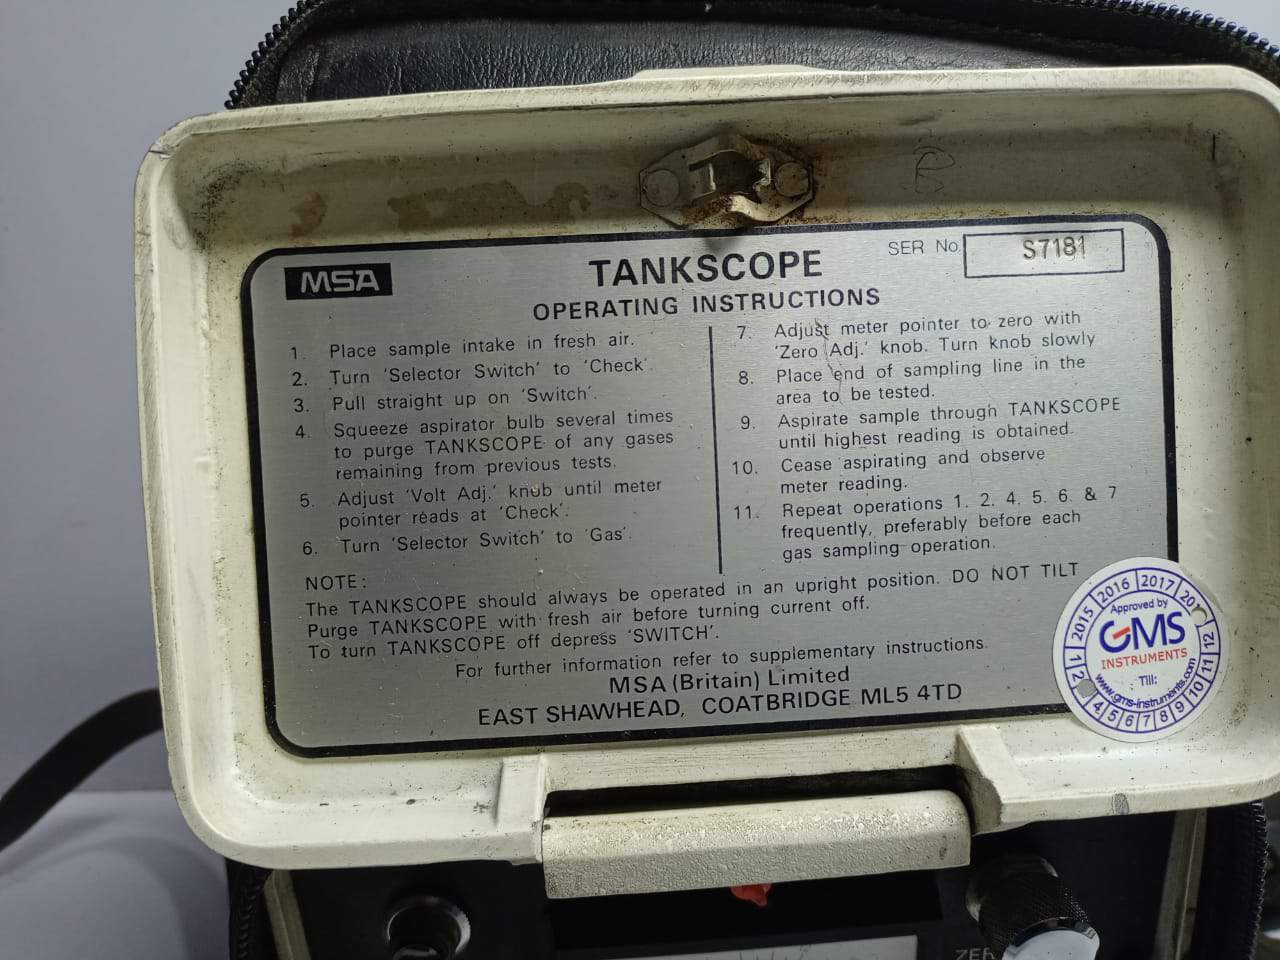 MSA
TANKSCOPE
SER No. S7181
OPERATING INSTRUCTIONS
1. Place sample intake in fresh air.
2. Turn 'Selector Switch' to 'Check'.
3. Pull straight up on 'Switch'.
4. Squeeze aspirator bulb several times
to purge TANKSCOPE of any gases
remaining from previous tests.
5. Adjust 'Volt Adj.' knob until meter
pointer reads at 'Check'.
6. Turn 'Selector Switch' to 'Gas'.
7. Adjust meter pointer to zero with
'Zero Adj.' knob. Turn knob slowly
8. Place end of sampling line in the
area to be tested.
9. Aspirate sample through TANKSCOPE
until highest reading is obtained.
10. Cease aspirating and observe
meter reading.
11. Repeat operations 1. 2. 4. 5. 6. & 7
frequently, preferably before each
gas sampling operation.
NOTE:
The TANKSCOPE should always be operated in an upright position. DO NOT TILT
Purge TANKSCOPE with fresh air before turning current off.
To turn TANKSCOPE off depress 'SWITCH'.
For further information refer to supplementary instructions.
MSA (Britain) Limited
EAST SHAWHEAD, COATBRIDGE ML5 4TD
2015 2016 2017
Approved by
GMS
INSTRUMENTS
Till:
www.gms-instruments.com
1 2 4 5 6 7 8 9 10 11 12